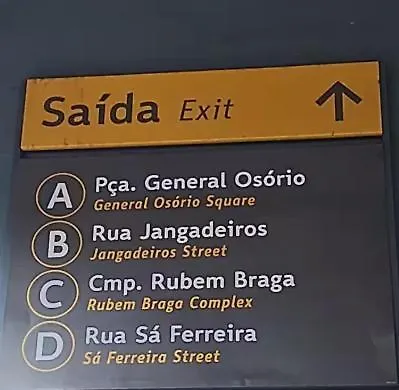 Saída Exit ↑
A Pça. General Osório
General Osório Square
B Rua Jangadeiros
Jangadeiros Street
C Cmp. Rubem Braga
Rubem Braga Complex
D Rua Sá Ferreira
Sá Ferreira Street